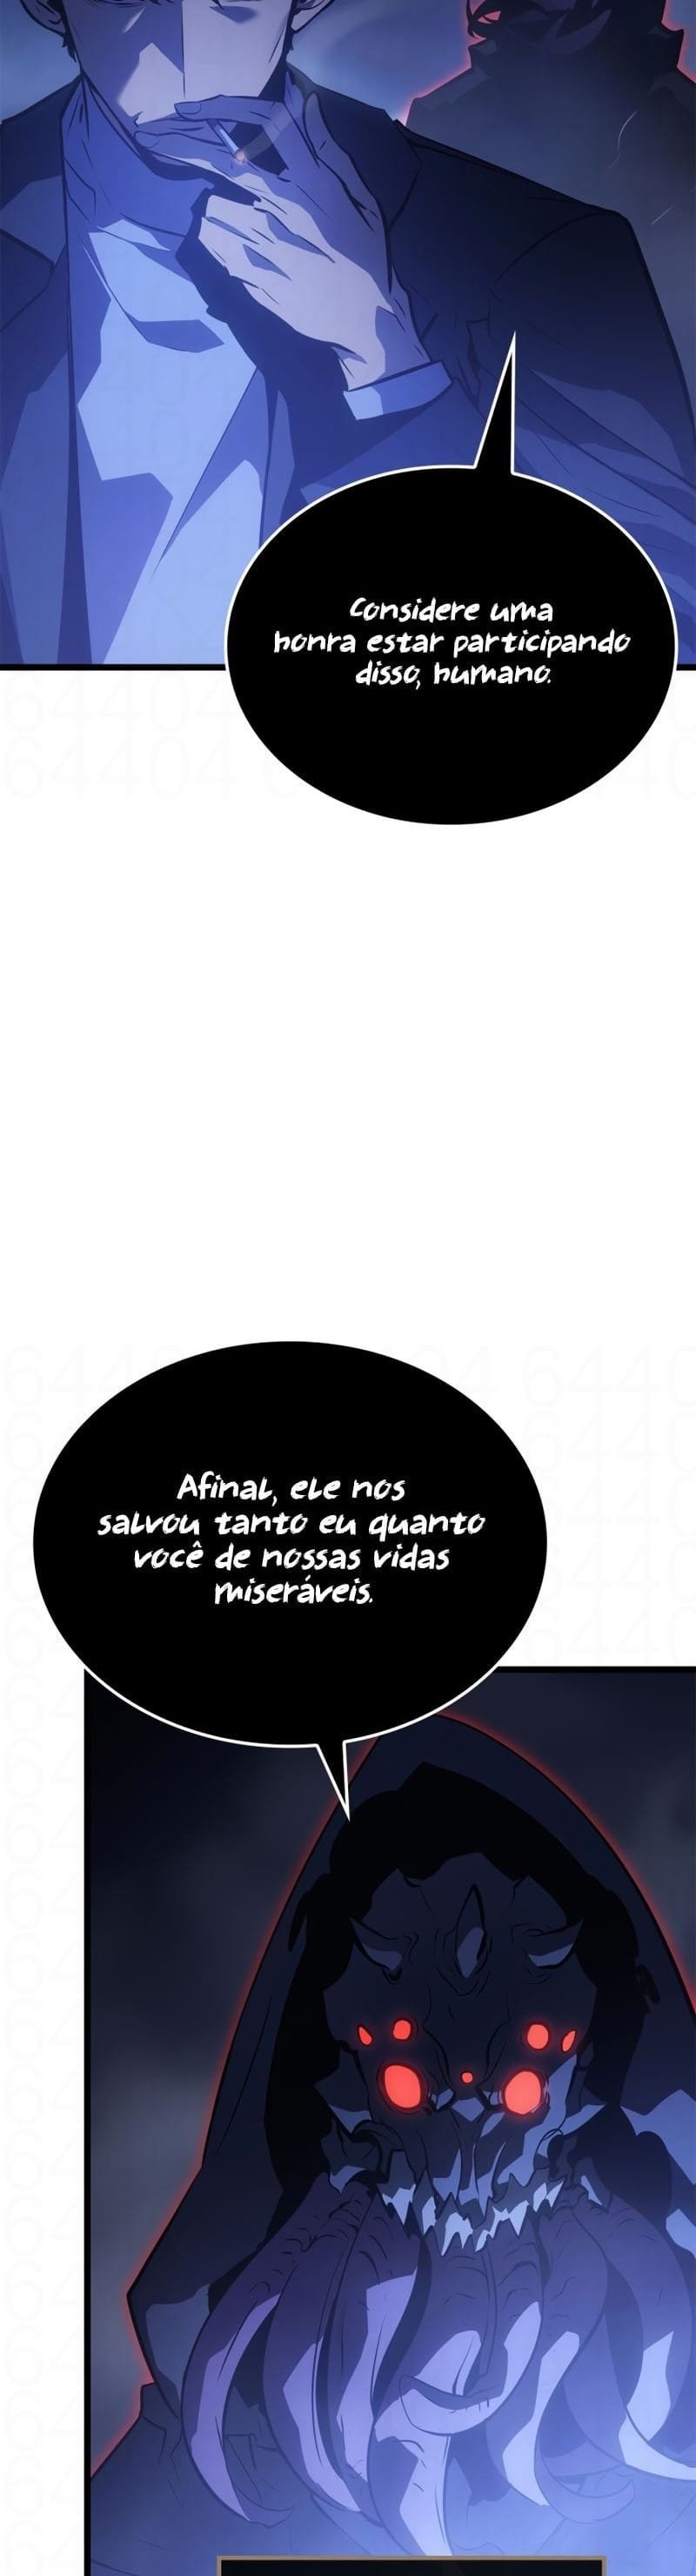 Considere uma
honra estar participando
disso, humano.
Afinal, ele nos
salvou tanto eu quanto
você de nossas vidas
miseráveis.